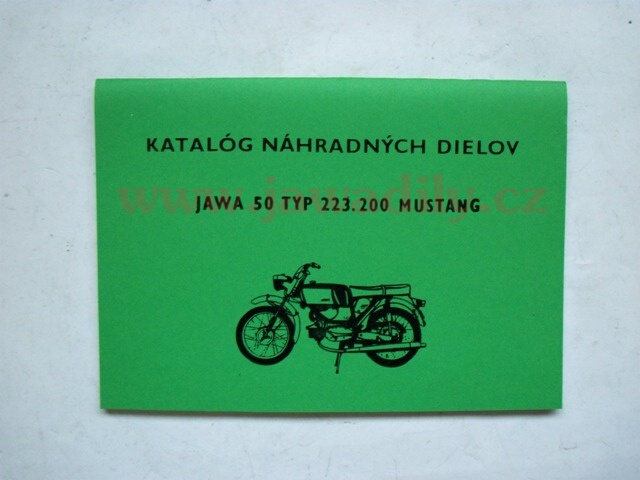 KATALÓG NÁHRADNÝCH DIELOV
www.jawadily.cz
JAWA 50 TYP 223.200 MUSTANG